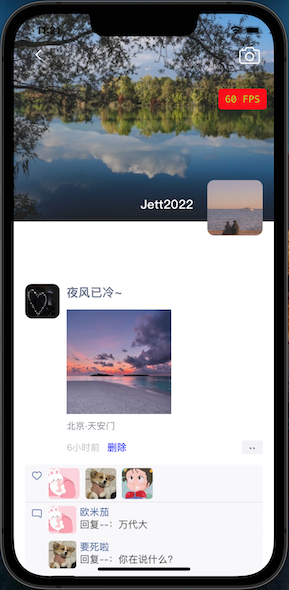 60 FPS
Jett2022
夜风已冷~
北京·天安门
6小时前 删除
欧米茄
回复--：万代大
要死啦
回复--：你在说什么?